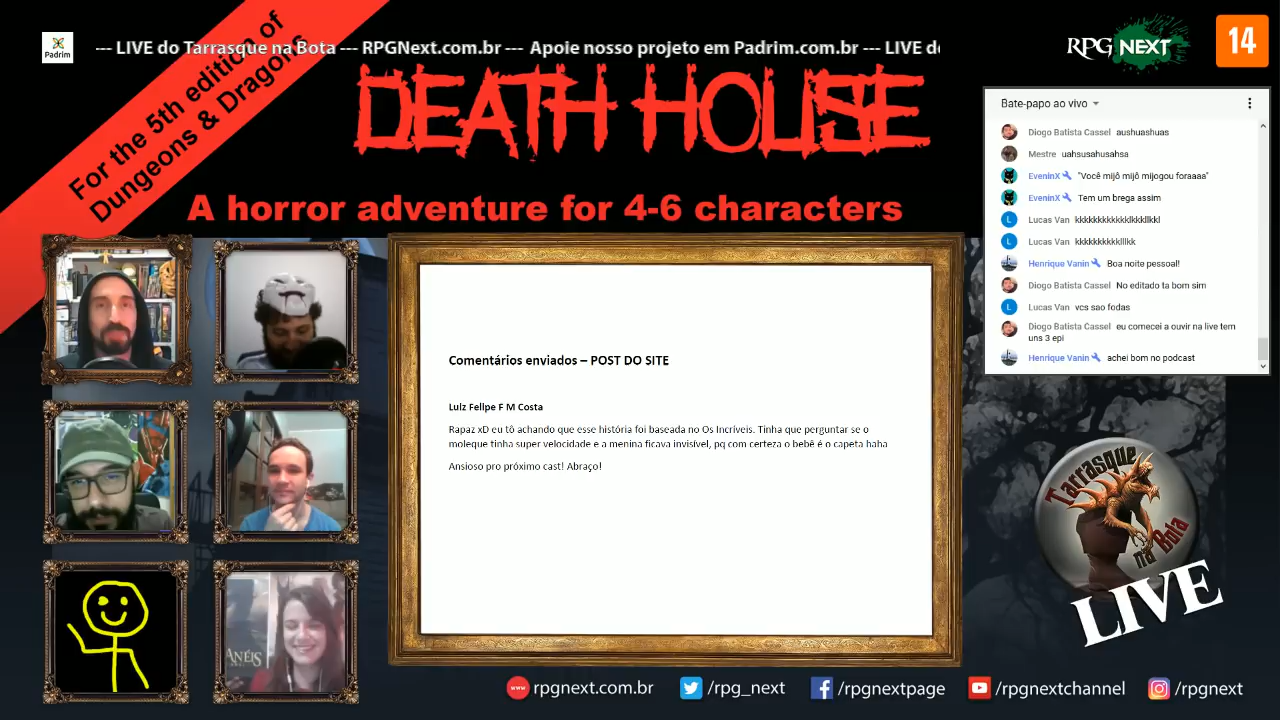 For the 5th edition of
Dungeons & Dragons
Padrim
--- LIVE do Tarrasque na Bota --- RPGNext.com.br --- Apoie nosso projeto em Padrim.com.br --- LIVE de
RPG NEXT
14
DEATH HOUSE
A horror adventure for 4-6 characters
Bate-papo ao vivo
Diogo Batista Cassel aushuashuas
Mestre uahsusahusahsa
EveninX "Você mijô mijô mijogou foraaaa"
EveninX Tem um brega assim
Lucas Van kkkkkkkkkkkklkkkllkkl
Lucas Van kkkkkkkkkklllkk
Henrique Vanin Boa noite pessoal!
Diogo Batista Cassel No editado ta bom sim
Lucas Van vcs sao fodas
Diogo Batista Cassel eu comecei a ouvir na live tem
uns 3 epi
Henrique Vanin achei bom no podcast
Comentários enviados – POST DO SITE
Luiz Felipe F M Costa
Rapaz xD eu tô achando que esse história foi baseada no Os Incríveis. Tinha que perguntar se o
moleque tinha super velocidade e a menina ficava invisível, pq com certeza o bebê é o capeta haha
Ansioso pro próximo cast! Abraço!
ANÉIS
Tarrasque
na Bota
LIVE
www rpgnext.com.br
/rpg_next
/rpgnextpage
/rpgnextchannel
/rpgnext